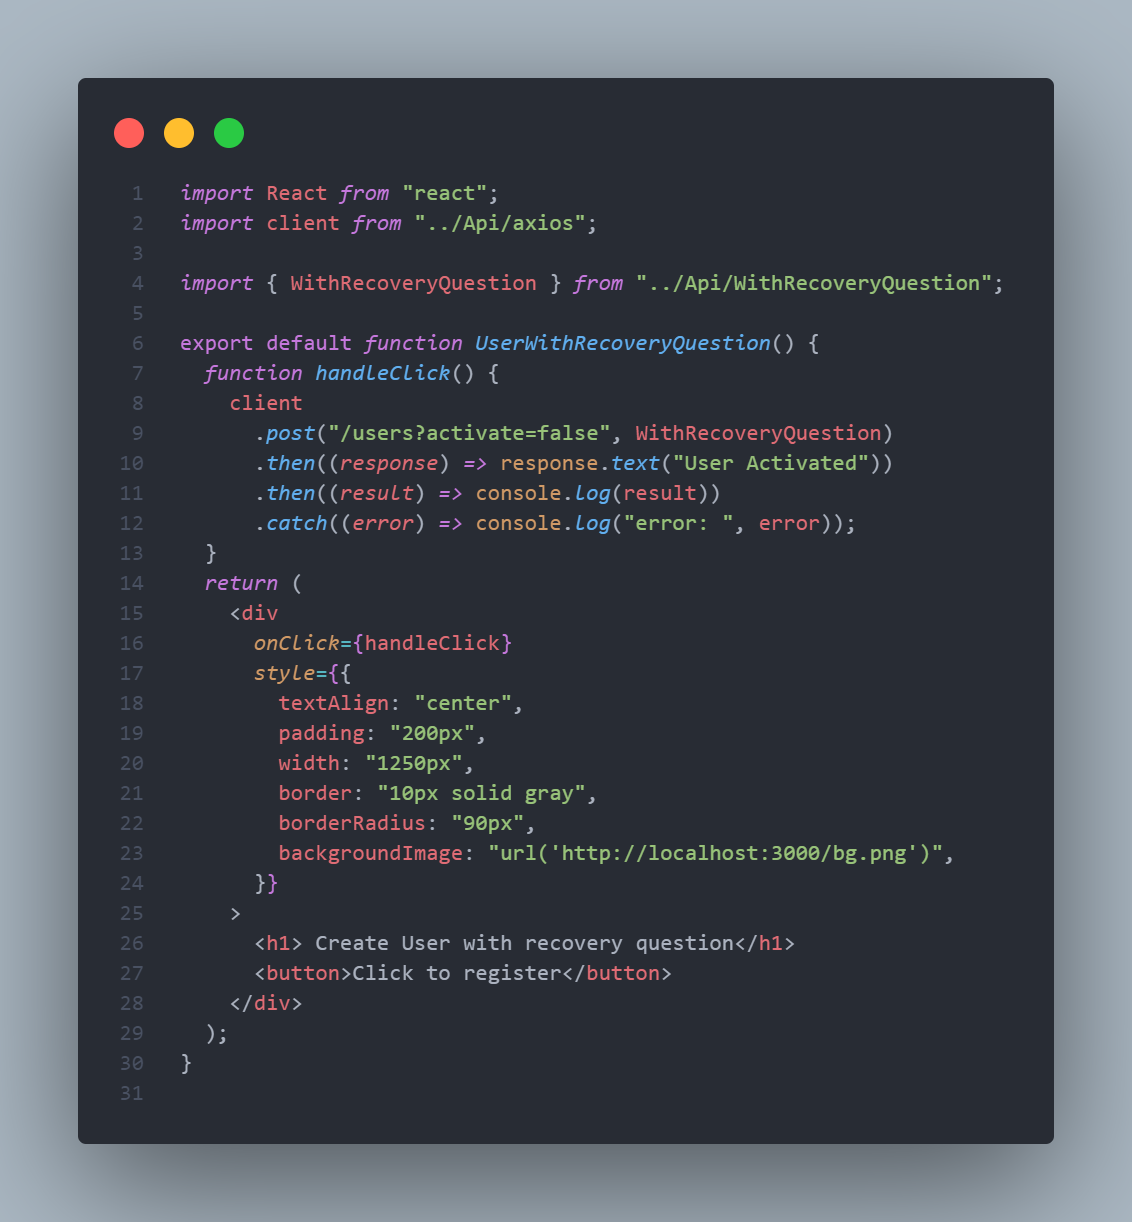 1 import React from "react";
2 import client from "../Api/axios";
3
4 import { WithRecoveryQuestion } from "../Api/WithRecoveryQuestion";
5
6 export default function UserWithRecoveryQuestion() {
7   function handleClick() {
8     client
9       .post("/users?activate=false", WithRecoveryQuestion)
10       .then((response) => response.text("User Activated"))
11       .then((result) => console.log(result))
12       .catch((error) => console.log("error: ", error));
13   }
14   return (
15     <div
16       onClick={handleClick}
17       style={{
18         textAlign: "center",
19         padding: "200px",
20         width: "1250px",
21         border: "10px solid gray",
22         borderRadius: "90px",
23         backgroundImage: "url('http://localhost:3000/bg.png')",
24       }}
25     >
26       <h1> Create User with recovery question</h1>
27       <button>Click to register</button>
28     </div>
29   );
30 }
31